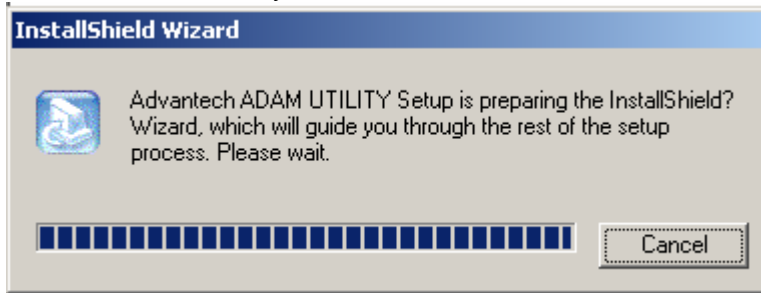 InstallShield Wizard
Advantech ADAM UTILITY Setup is preparing the InstallShield?
Wizard, which will guide you through the rest of the setup
process. Please wait.
Cancel